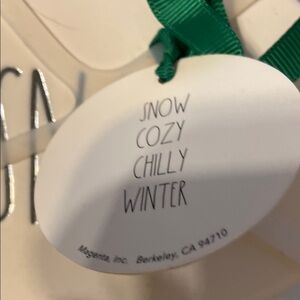 SNOW
COZY
CHILLY
WINTER
Magenta, Inc. Berkeley, CA 94710